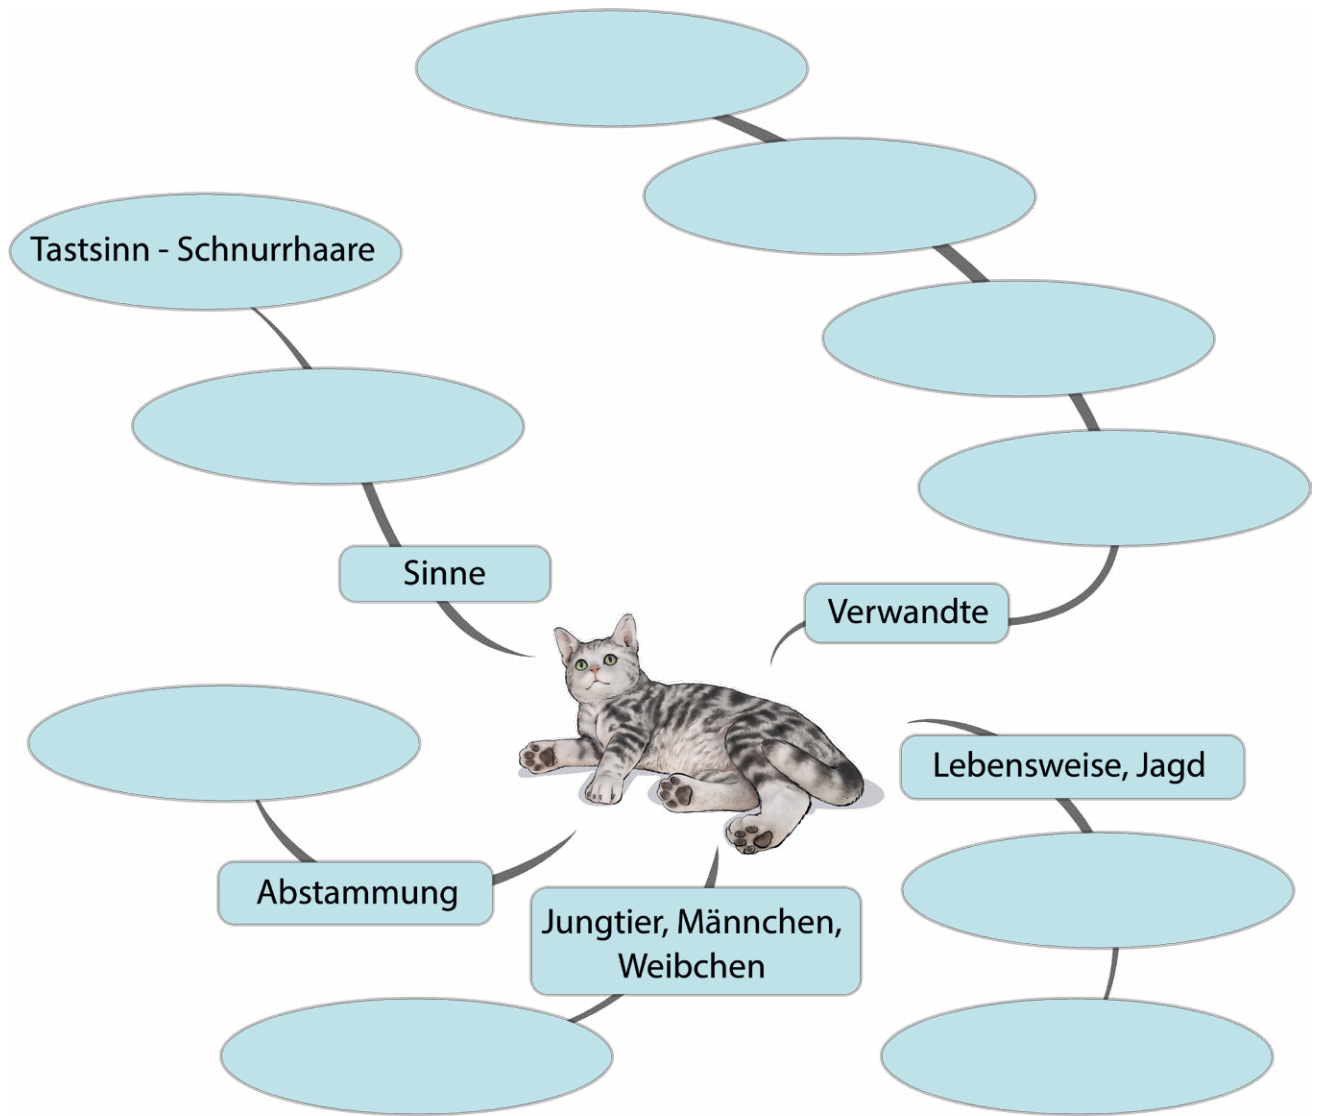 Tastsinn - Schnurrhaare
Sinne
Verwandte
Lebensweise, Jagd
Abstammung
Jungtier, Männchen,
Weibchen